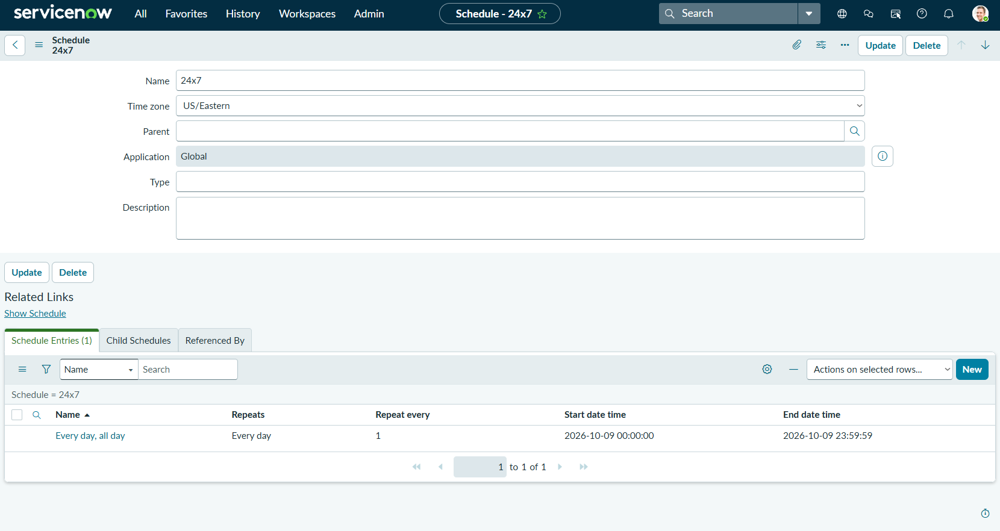 servicenow All Favorites History Workspaces Admin Schedule - 24x7 Search
Schedule
24x7
Update Delete
Name 24x7
Time zone US/Eastern
Parent
Application Global
Type
Description
Update Delete
Related Links
Show Schedule
Schedule Entries (1) Child Schedules Referenced By
Name Search Actions on selected rows... New
Schedule = 24x7
Name Repeats Repeat every Start date time End date time
Every day, all day Every day 1 2026-10-09 00:00:00 2026-10-09 23:59:59
1 to 1 of 1